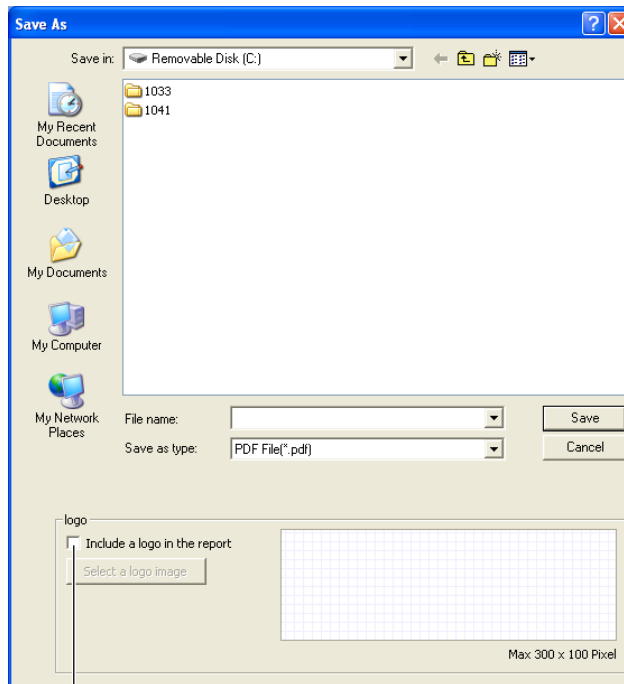 Save As
Save in:
Removable Disk (C:)
1033
1041
My Recent
Documents
Desktop
My Documents
My Computer
My Network
Places
File name:
Save
Save as type:
PDF File(*.pdf)
Cancel
logo
Include a logo in the report
Select a logo image
Max 300 x 100 Pixel